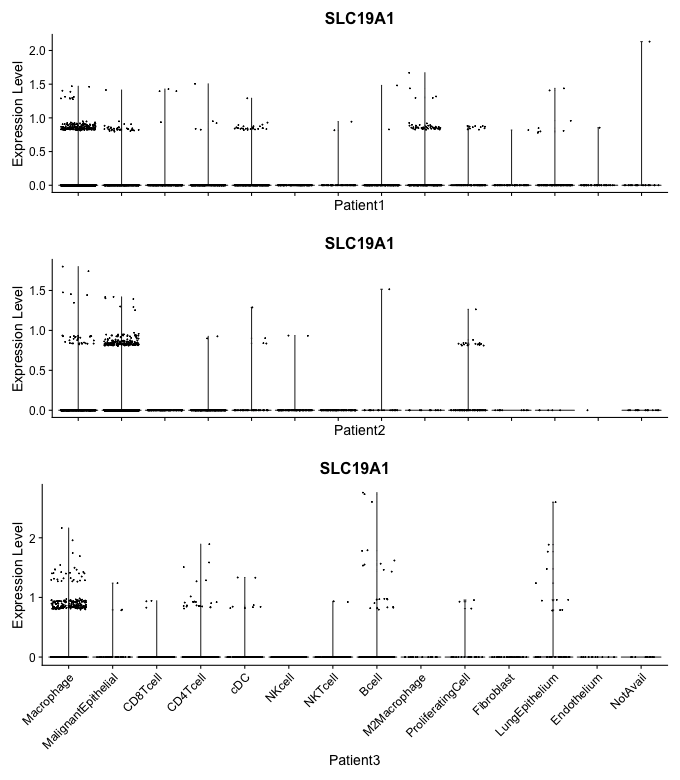 SLC19A1
Expression Level
2.0
1.5
1.0
0.5
0.0
Patient1
SLC19A1
Expression Level
1.5
1.0
0.5
0.0
Patient2
SLC19A1
Expression Level
2
1
0
Macrophage
MalignantEpithelial
CD8Tcell
CD4Tcell
cDC
NKcell
NKTcell
Bcell
M2Macrophage
ProliferatingCell
Fibroblast
LungEpithelium
Endothelium
NotAvail
Patient3